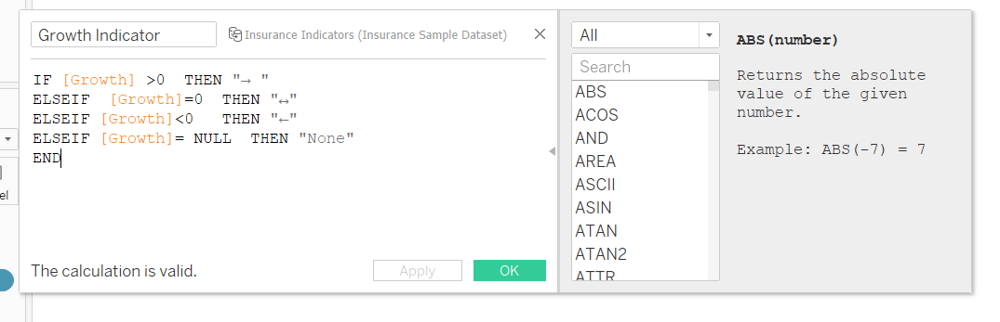 Growth Indicator
Insurance Indicators (Insurance Sample Dataset)
IF [Growth] >0  THEN "→ "
ELSEIF  [Growth]=0  THEN "↔"
ELSEIF [Growth]<0   THEN "←"
ELSEIF [Growth]= NULL  THEN "None"
END
The calculation is valid.
Apply
OK
All
Search
ABS
ACOS
AND
AREA
ASCII
ASIN
ATAN
ATAN2
ATTR
ABS(number)
Returns the absolute
value of the given
number.
Example: ABS(-7) = 7
el